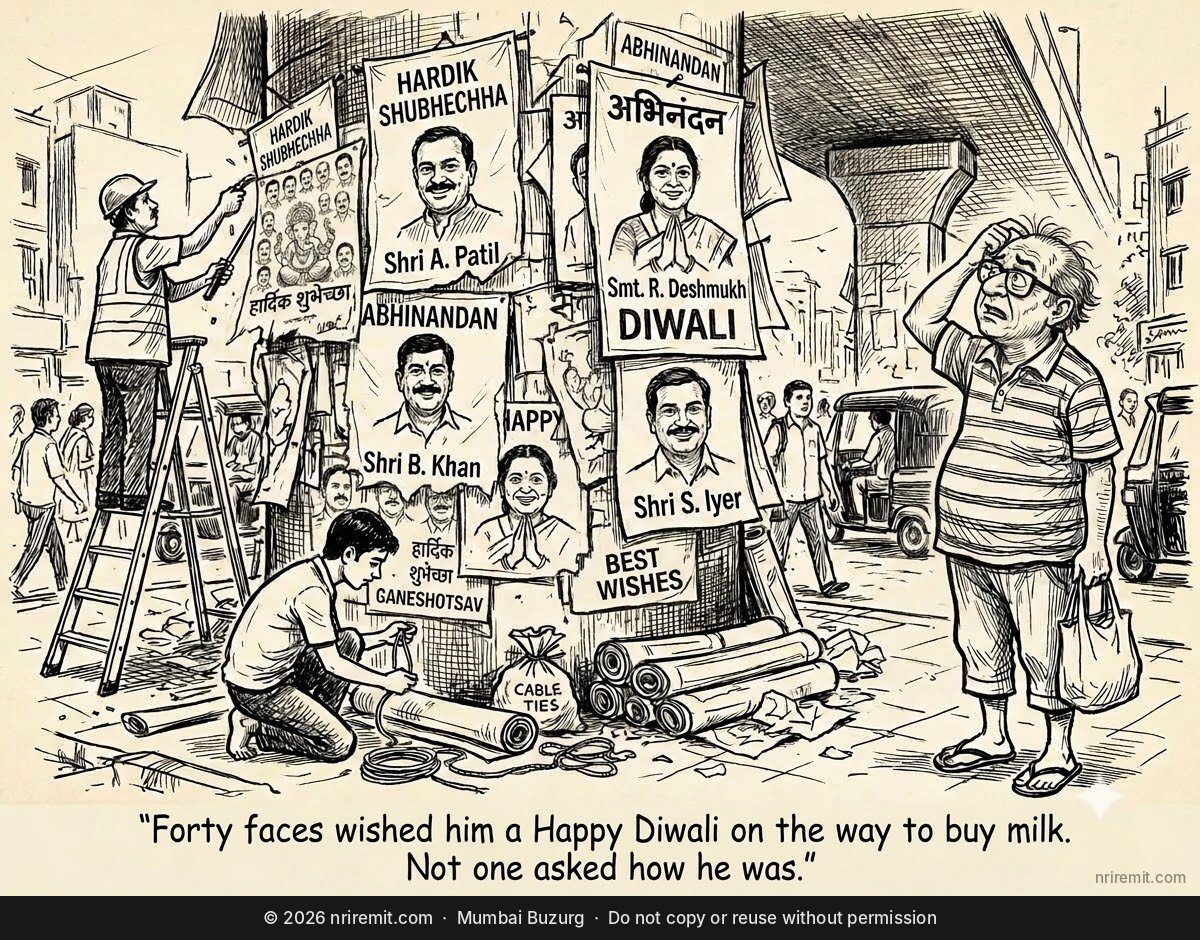 ABHINANDAN
HARDIK
SHUBHECHHA
अभिनंदन
HARDIK
SHUBHECHHA
अ
Shri A. Patil
हार्दिक शुभेच्छा
Smt. R. Deshmukh
DIWALI
ABHINANDAN
HAPPY
Shri B. Khan
Shri S. Iyer
हार्दिक
शुभेच्छा
BEST
WISHES
GANESHOTSAV
CABLE
TIES
“Forty faces wished him a Happy Diwali on the way to buy milk.
Not one asked how he was.”
nriremit.com
© 2026 nriremit.com · Mumbai Buzurg · Do not copy or reuse without permission